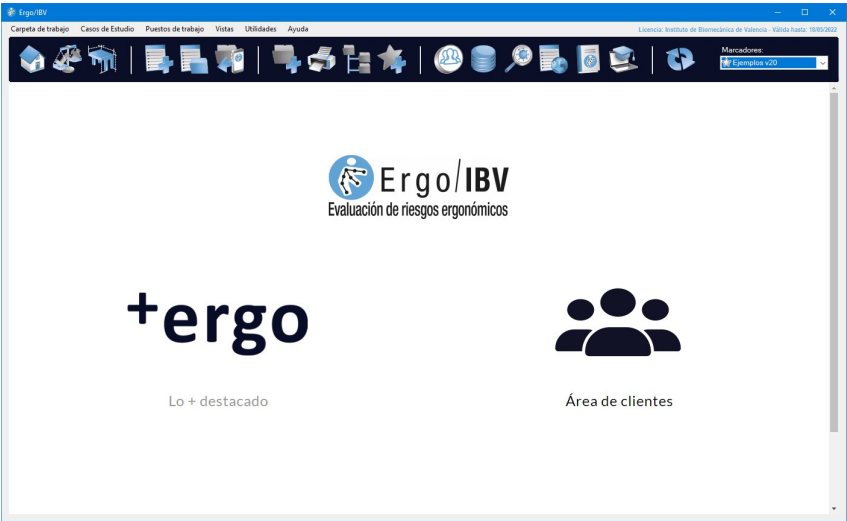 Ergo/IBV
Carpeta de trabajo Casos de Estudio Puestos de trabajo Vistas Utilidades Ayuda
Licencia: Instituto de Biomecánica de Valencia - Válida hasta: 18/05/2022
Marcadores:
Ejemplos v20
Ergo/IBV
Evaluación de riesgos ergonómicos
+ergo
Lo + destacado
Área de clientes